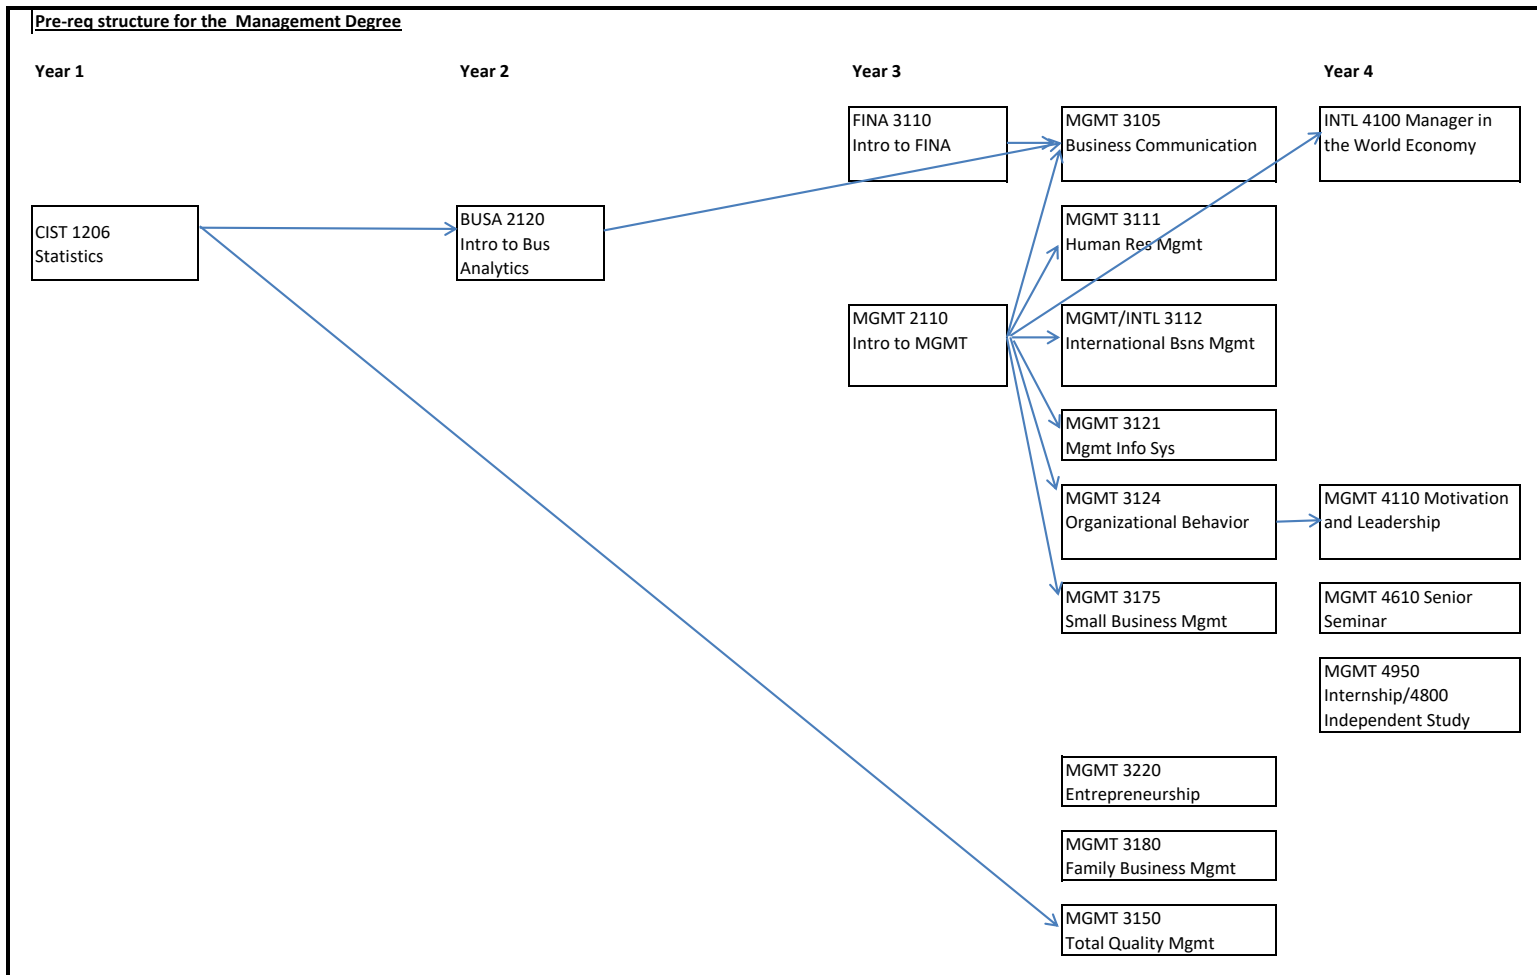 Pre-req structure for the  Management Degree
Year 1
Year 2
Year 3
Year 4
FINA 3110
Intro to FINA
MGMT 3105
Business Communication
INTL 4100 Manager in
the World Economy
CIST 1206
Statistics
BUSA 2120
Intro to Bus
Analytics
MGMT 3111
Human Res Mgmt
MGMT 2110
Intro to MGMT
MGMT/INTL 3112
International Bsns Mgmt
MGMT 3121
Mgmt Info Sys
MGMT 3124
Organizational Behavior
MGMT 4110 Motivation
and Leadership
MGMT 3175
Small Business Mgmt
MGMT 4610 Senior
Seminar
MGMT 4950
Internship/4800
Independent Study
MGMT 3220
Entrepreneurship
MGMT 3180
Family Business Mgmt
MGMT 3150
Total Quality Mgmt